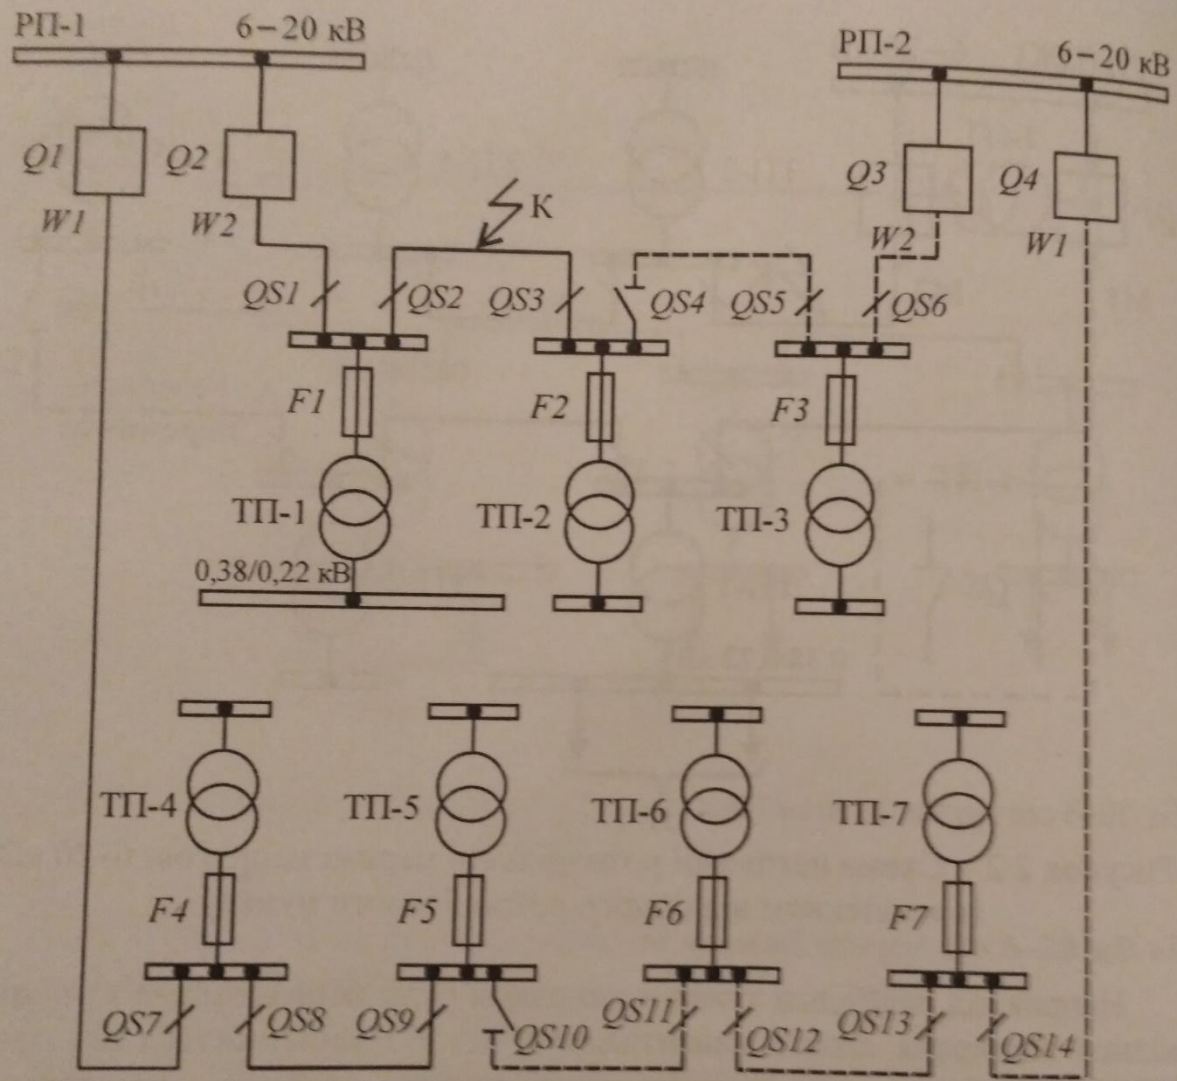 РП-1
6–20 кВ
РП-2
6–20 кВ
Q1
Q2
Q3
Q4
W1
W2
К
W2
W1
QS1
QS2
QS3
QS4
QS5
QS6
F1
F2
F3
ТП-1
ТП-2
ТП-3
0,38/0,22 кВ
ТП-4
ТП-5
ТП-6
ТП-7
F4
F5
F6
F7
QS7
QS8
QS9
QS10
QS11
QS12
QS13
QS14